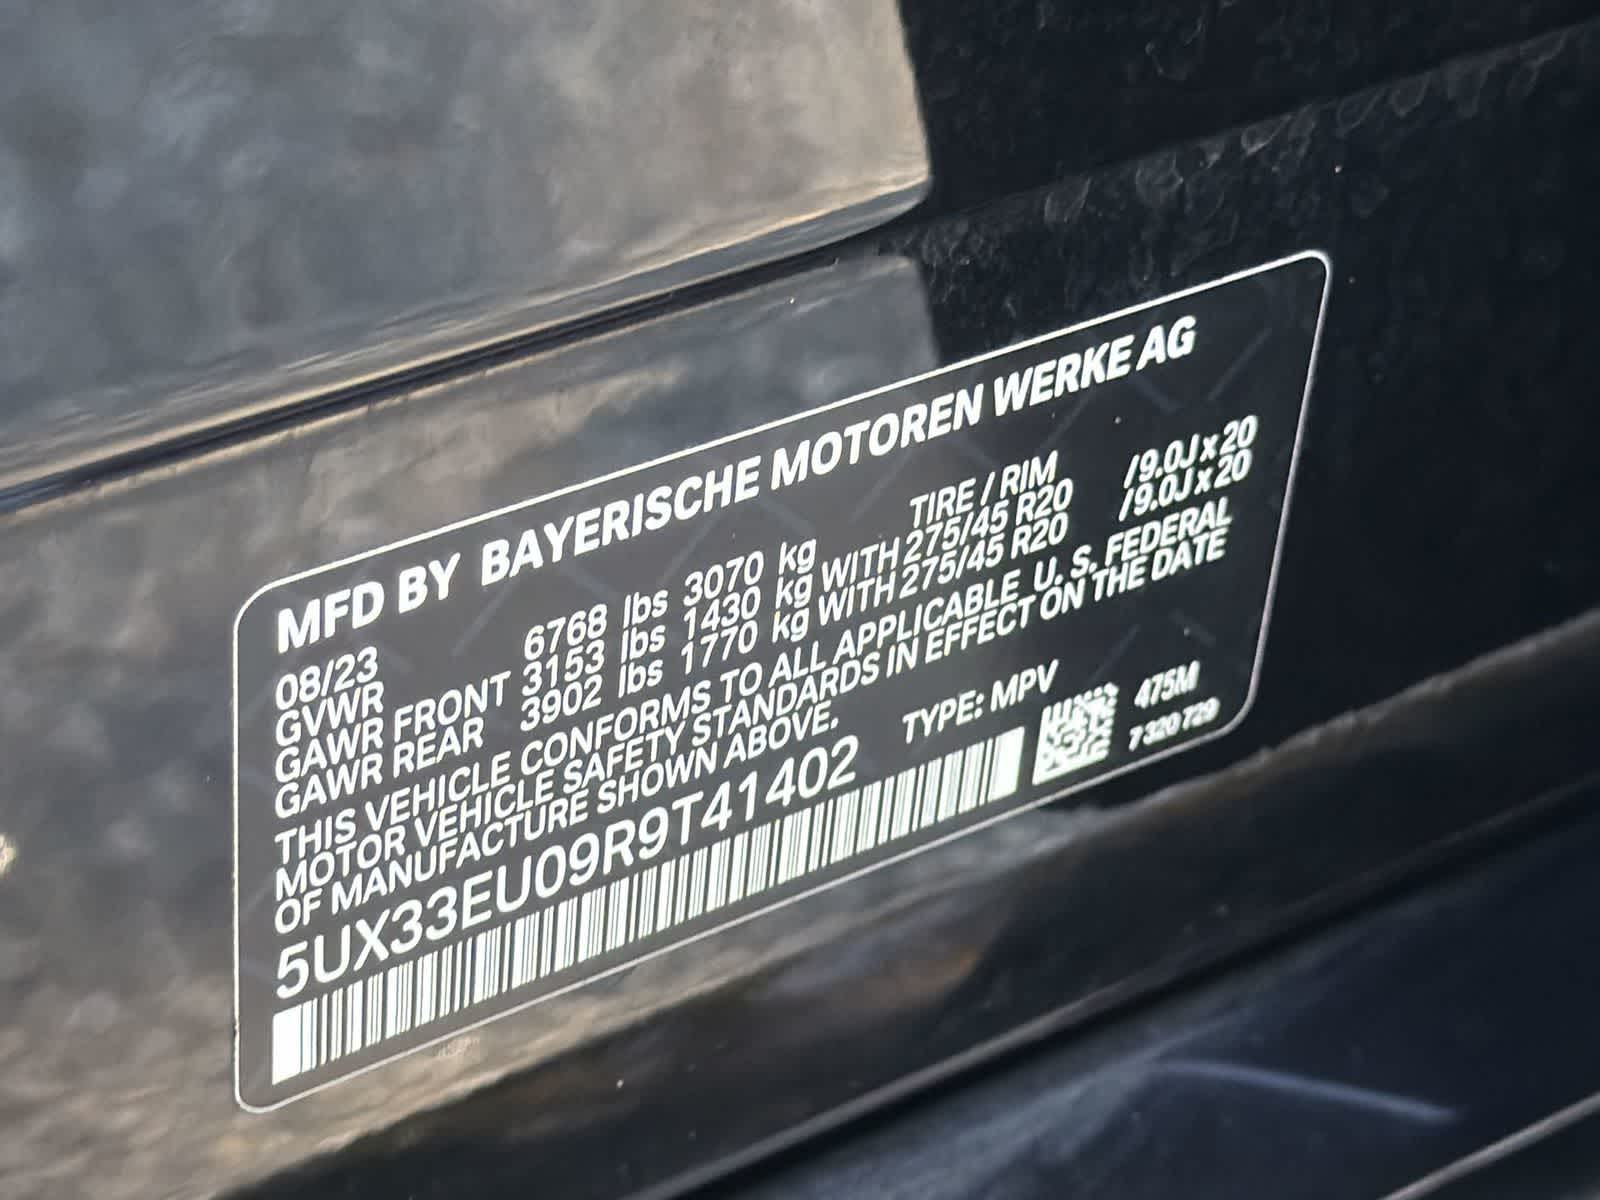 MFD BY BAYERISCHE MOTOREN WERKE AG
08/23 TIRE / RIM
GVWR 6768 lbs 3070 kg
GAWR FRONT 3153 lbs 1430 kg WITH 275/45 R20 /9.0J x 20
GAWR REAR 3902 lbs 1770 kg WITH 275/45 R20 /9.0J x 20
THIS VEHICLE CONFORMS TO ALL APPLICABLE U. S. FEDERAL
MOTOR VEHICLE SAFETY STANDARDS IN EFFECT ON THE DATE
OF MANUFACTURE SHOWN ABOVE.
5UX33EU09R9T41402 TYPE: MPV
475M
7 320 729